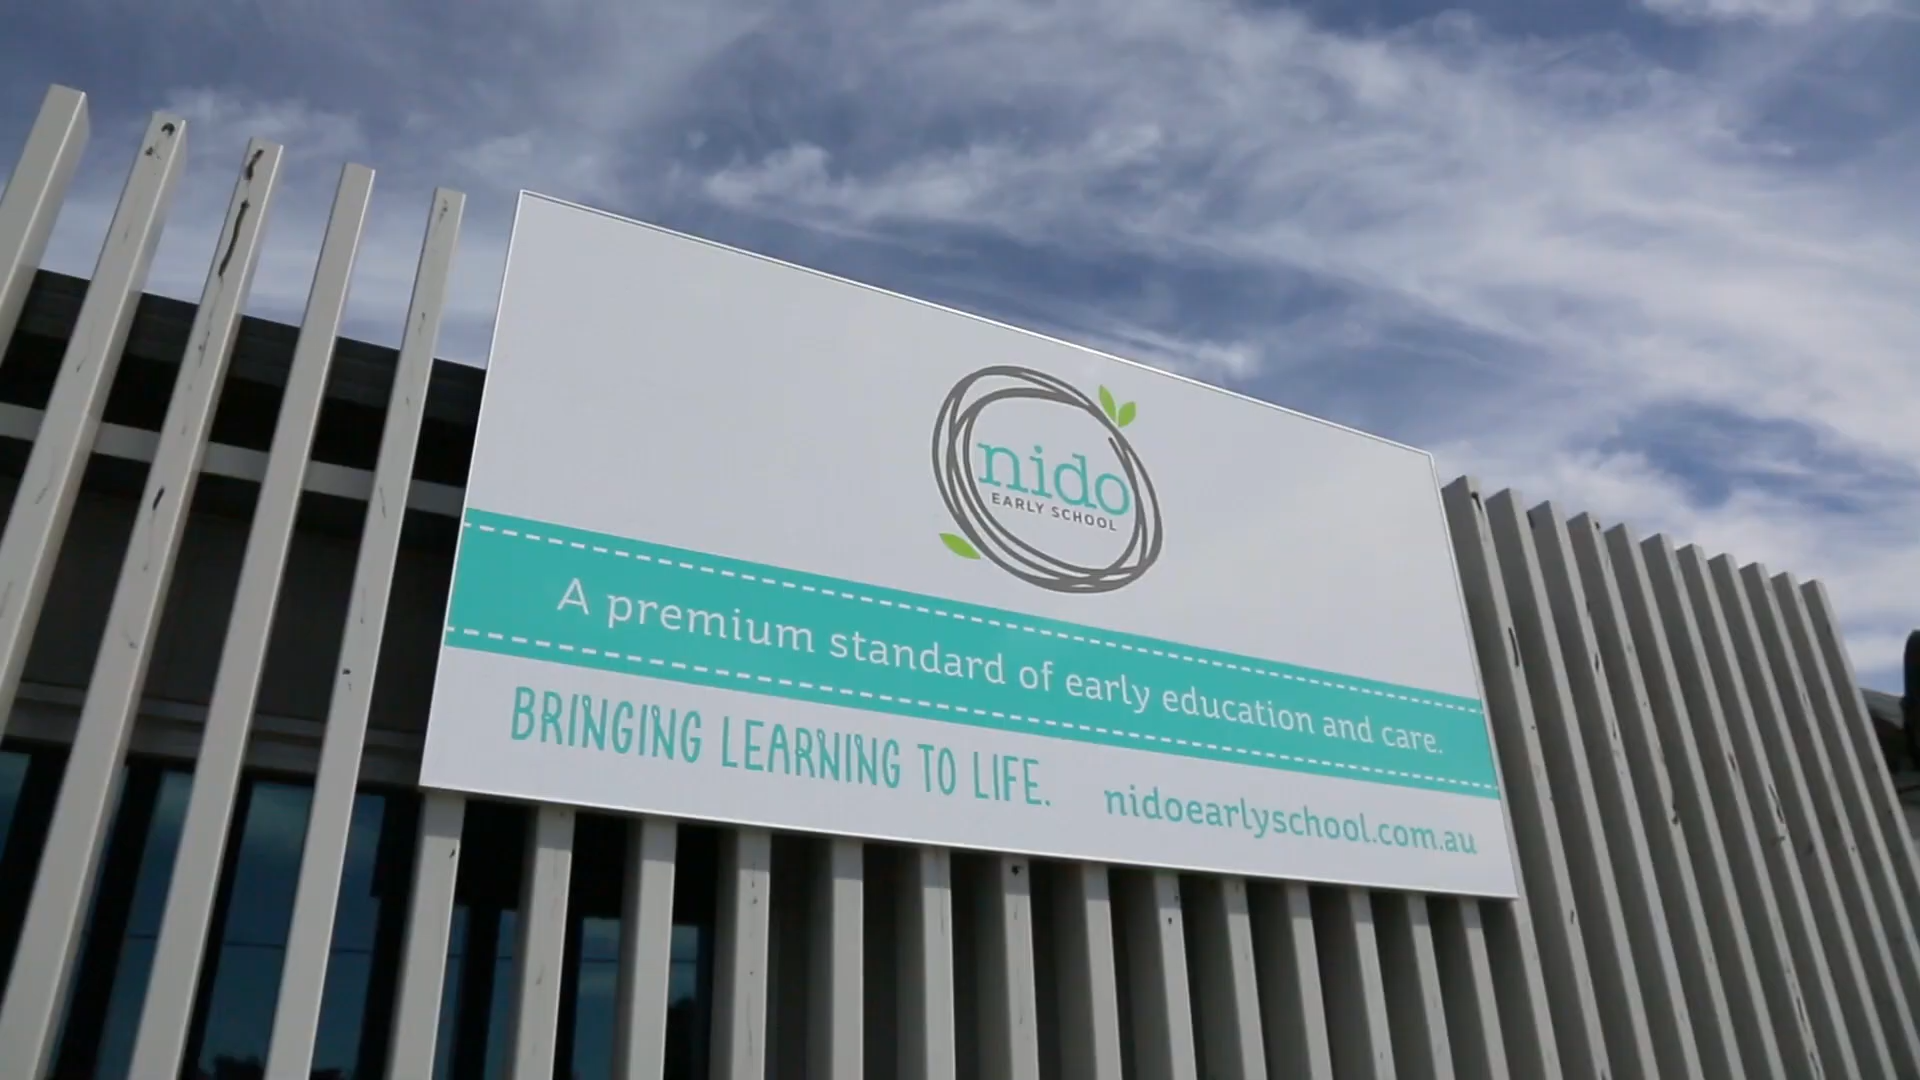 nido
EARLY SCHOOL
A premium standard of early education and care.
BRINGING LEARNING TO LIFE.
nidoearlyschool.com.au